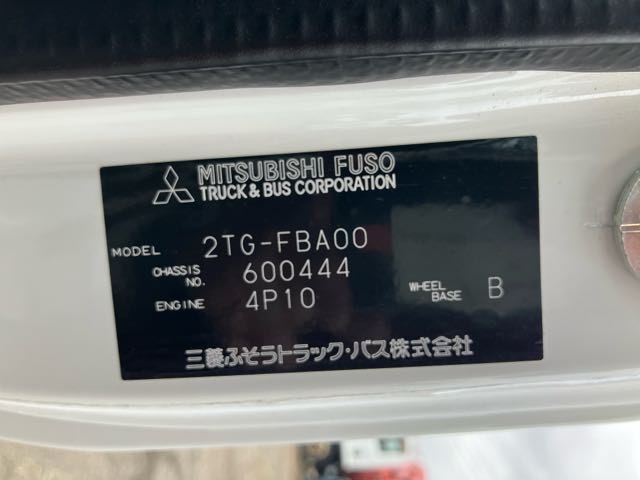 MITSUBISHI FUSO
TRUCK & BUS CORPORATION
MODEL 2TG-FBA00
CHASSIS NO. 600444
ENGINE 4P10 WHEEL BASE B
三菱ふそうトラック・バス株式会社